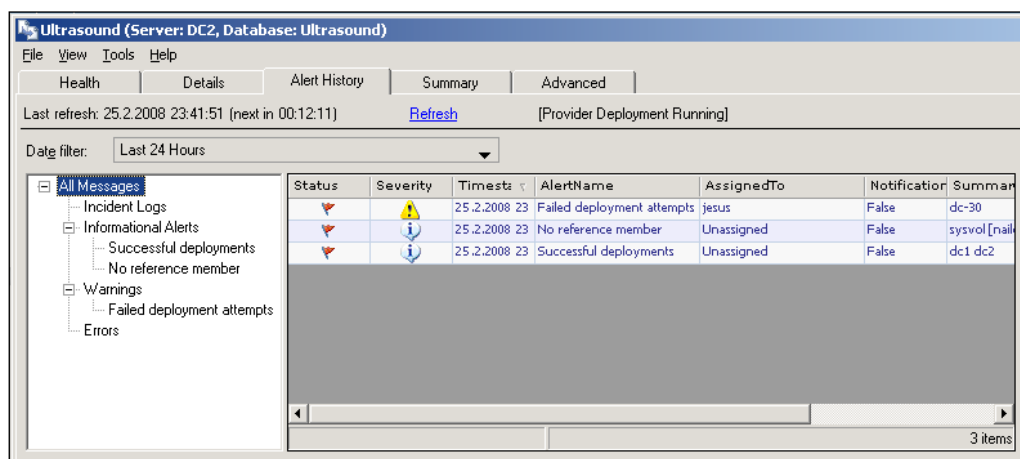 Ultrasound (Server: DC2, Database: Ultrasound)
File View Tools Help
Health Details Alert History Summary Advanced
Last refresh: 25.2.2008 23:41:51 (next in 00:12:11) Refresh [Provider Deployment Running]
Date filter: Last 24 Hours
All Messages
Incident Logs
Informational Alerts
Successful deployments
No reference member
Warnings
Failed deployment attempts
Errors
Status Severity Timesta AlertName AssignedTo Notification Summar
25.2.2008 23 Failed deployment attempts jesus False dc-30
25.2.2008 23 No reference member Unassigned False sysvol [nail
25.2.2008 23 Successful deployments Unassigned False dc1 dc2
3 items